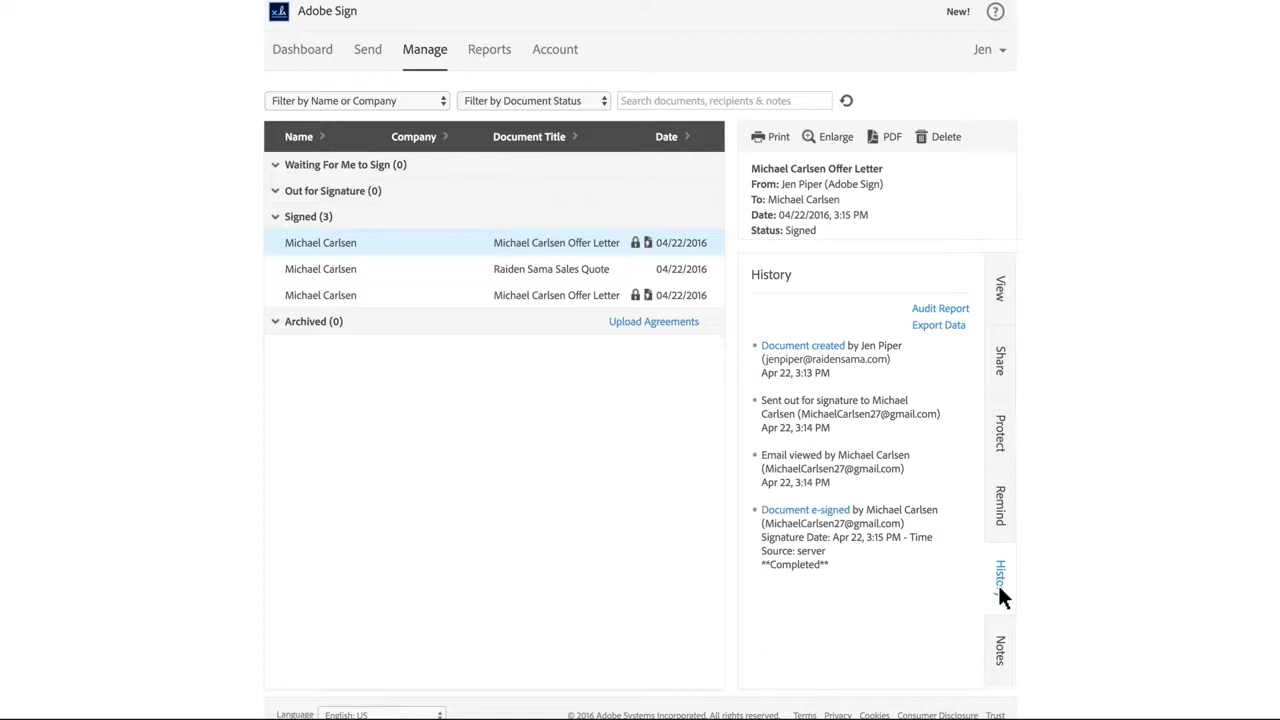 Adobe Sign
New!
Dashboard Send Manage Reports Account
Jen
Filter by Name or Company
Filter by Document Status
Search documents, recipients & notes
Name Company Document Title Date
Waiting For Me to Sign (0)
Out for Signature (0)
Signed (3)
Michael Carlsen Michael Carlsen Offer Letter 04/22/2016
Michael Carlsen Raiden Sama Sales Quote 04/22/2016
Michael Carlsen Michael Carlsen Offer Letter 04/22/2016
Archived (0) Upload Agreements
Print Enlarge PDF Delete
Michael Carlsen Offer Letter
From: Jen Piper (Adobe Sign)
To: Michael Carlsen
Date: 04/22/2016, 3:15 PM
Status: Signed
History
Audit Report
Export Data
Document created by Jen Piper
(jenpiper@raidensama.com)
Apr 22, 3:13 PM
Sent out for signature to Michael
Carlsen (MichaelCarlsen27@gmail.com)
Apr 22, 3:14 PM
Email viewed by Michael Carlsen
(MichaelCarlsen27@gmail.com)
Apr 22, 3:14 PM
Document e-signed by Michael Carlsen
(MichaelCarlsen27@gmail.com)
Signature Date: Apr 22, 3:15 PM - Time
Source: server
**Completed**
View
Share
Protect
Remind
History
Notes
Language English: US
© 2016 Adobe Systems Incorporated. All rights reserved. Terms Privacy Cookies Consumer Disclosure Trust